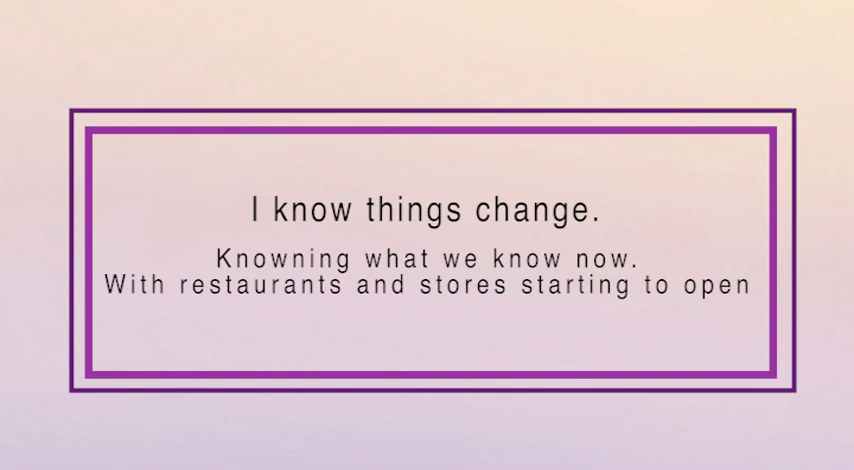 I know things change.
Knowning what we know now.
With restaurants and stores starting to open